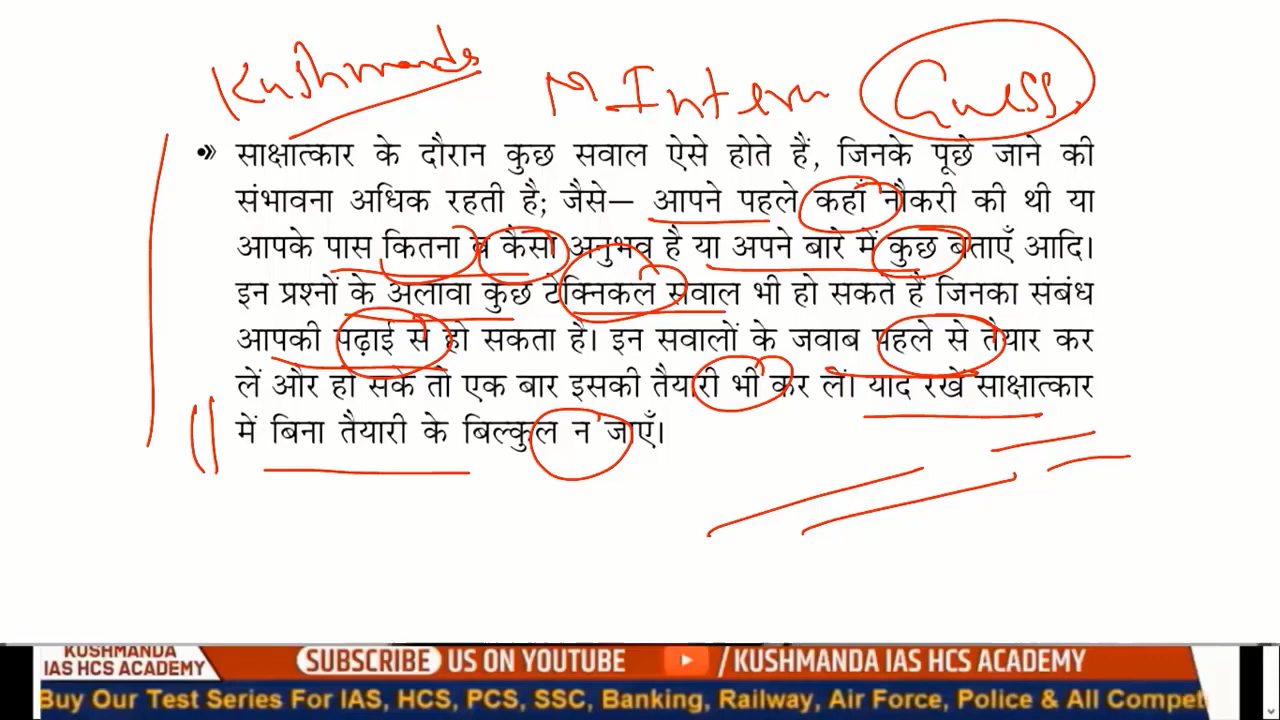 Kushmanda M. Interv Guess
साक्षात्कार के दौरान कुछ सवाल ऐसे होते हैं, जिनके पूछे जाने की
संभावना अधिक रहती है; जैसे— आपने पहले कहाँ नौकरी की थी या
आपके पास कितना व कैसा अनुभव है या अपने बारे में कुछ बताएँ आदि।
इन प्रश्नों के अलावा कुछ टेक्निकल सवाल भी हो सकते हैं जिनका संबंध
आपकी पढ़ाई से हो सकता है। इन सवालों के जवाब पहले से तैयार कर
लें और हो सके तो एक बार इसकी तैयारी भी कर लें। याद रखें साक्षात्कार
में बिना तैयारी के बिल्कुल न जाएँ।
KUSHMANDA
IAS HCS ACADEMY
SUBSCRIBE US ON YOUTUBE /KUSHMANDA IAS HCS ACADEMY
Buy Our Test Series For IAS, HCS, PCS, SSC, Banking, Railway, Air Force, Police & All Compet